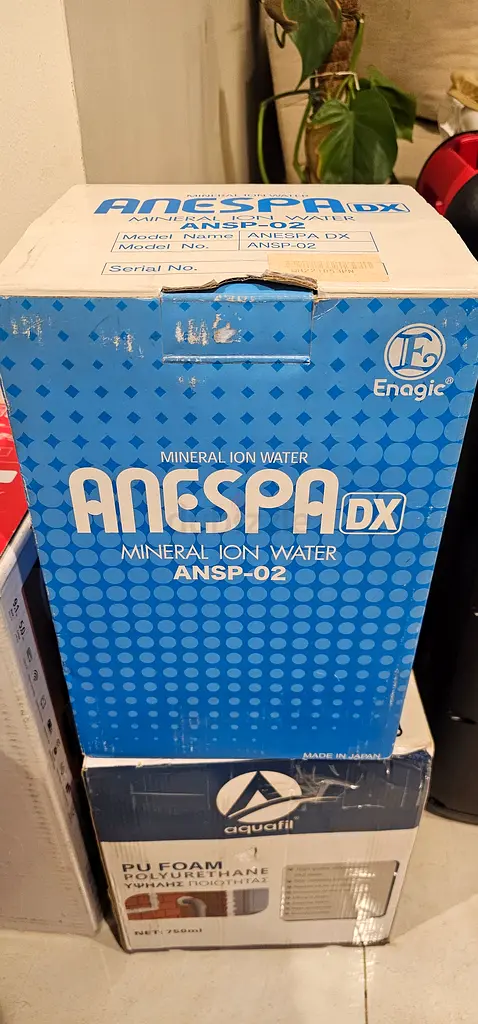 MINERAL ION WATER
ANESPA DX
MINERAL ION WATER
ANSP-02
Model Name ANESPA DX
Model No. ANSP-02
Serial No.
E
Enagic®
MINERAL ION WATER
ANESPA DX
MINERAL ION WATER
ANSP-02
MADE IN JAPAN
aquafil
PU FOAM
POLYURETHANE
ΥΨΗΛΗΣ ΠΟΙΟΤΗΤΑΣ
NET: 750ml